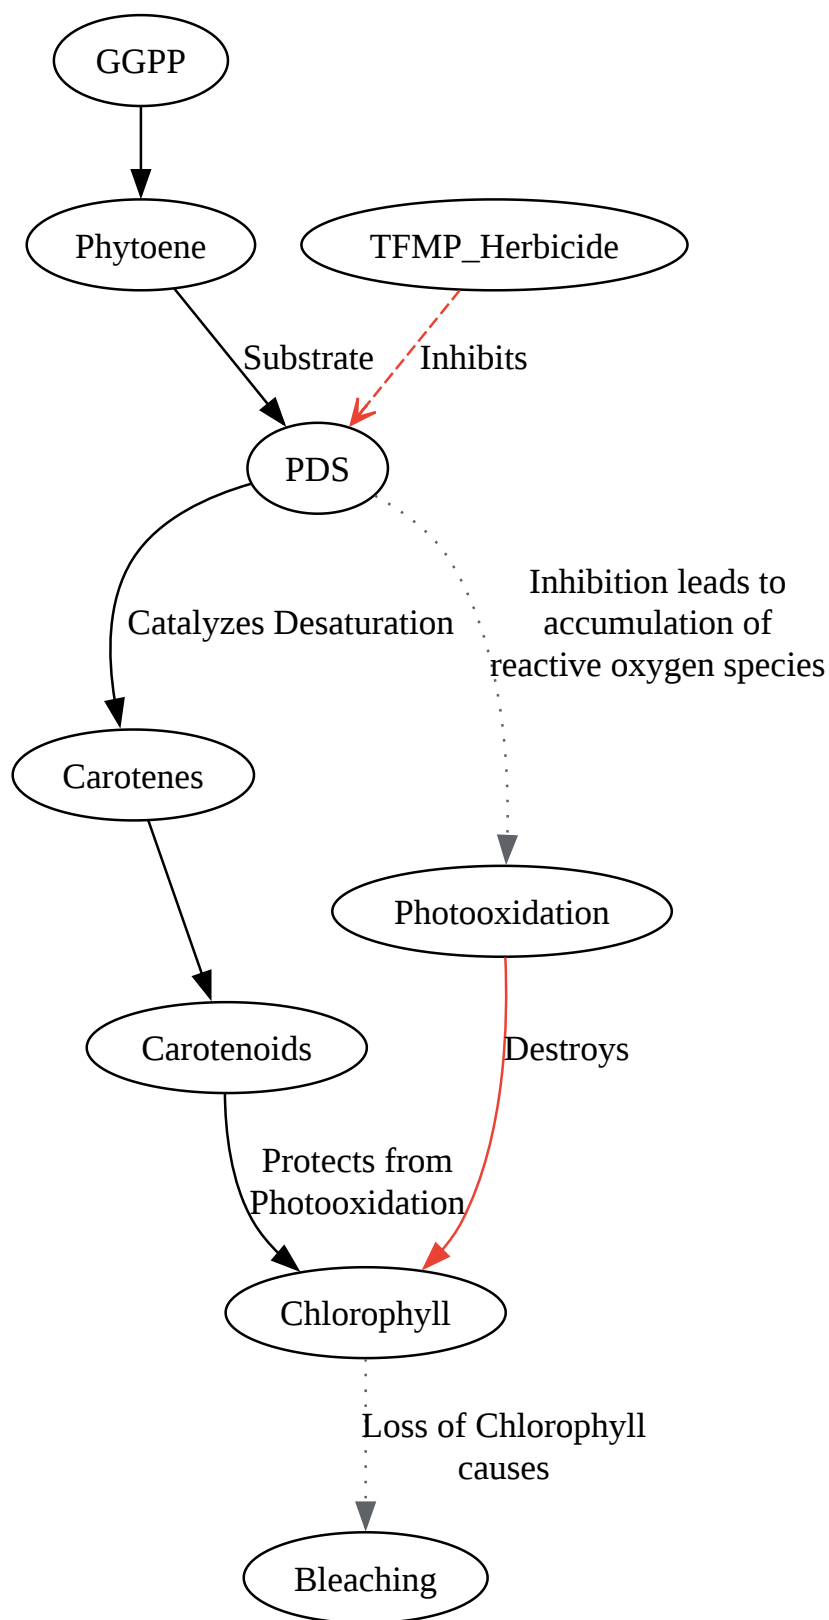 GGPP
Phytoene
TFMP_Herbicide
Substrate
Inhibits
PDS
Inhibition leads to
accumulation of
reactive oxygen species
Catalyzes Desaturation
Carotenes
Photooxidation
Carotenoids
Destroys
Protects from
Photooxidation
Chlorophyll
Loss of Chlorophyll
causes
Bleaching